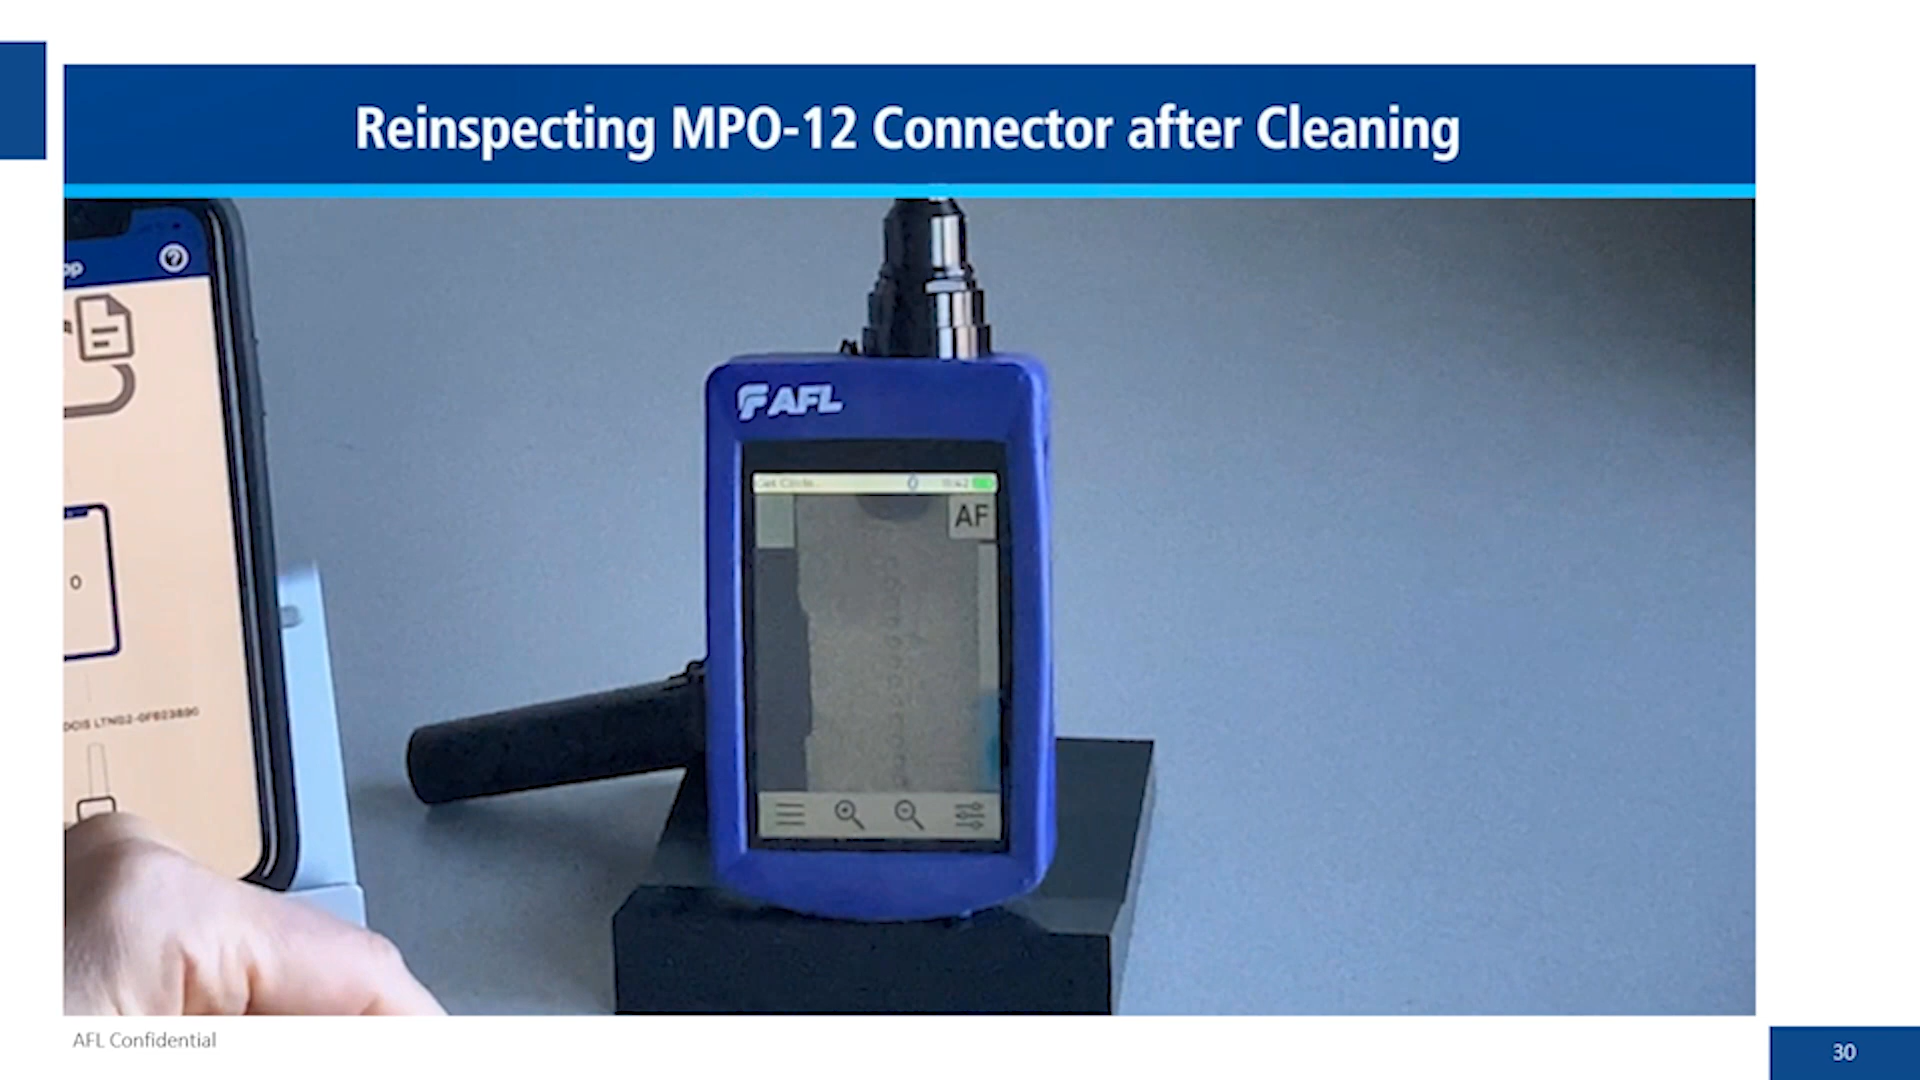 Reinspecting MPO-12 Connector after Cleaning
AFL
AF
AFL Confidential
30